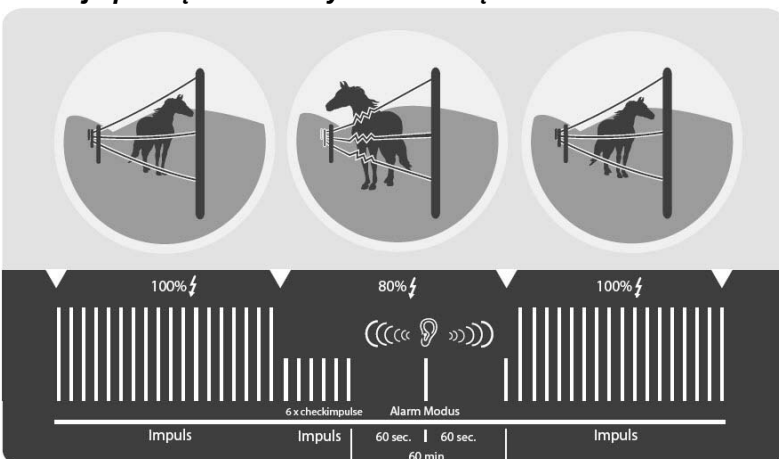 100% 80% 100%
6 x checkimpulse Alarm Modus
Impuls Impuls 60 sec. 60 sec. Impuls
60 min